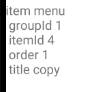 item menu
groupId 1
itemId 4
order 1
title copy